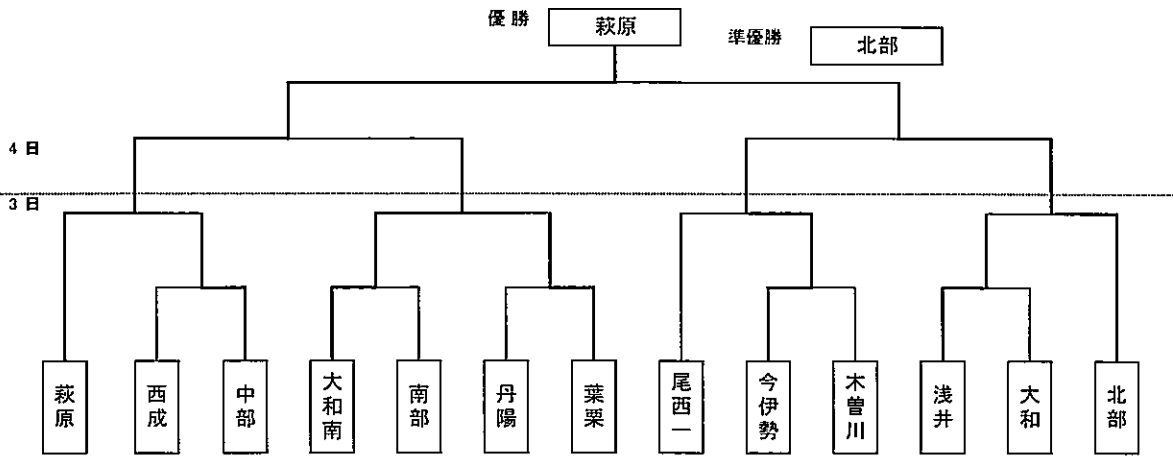 優勝
萩原
準優勝
北部
4日
3日
萩原
西成
中部
大和南
南部
丹陽
葉栗
尾西一
今伊勢
木曽川
浅井
大和
北部